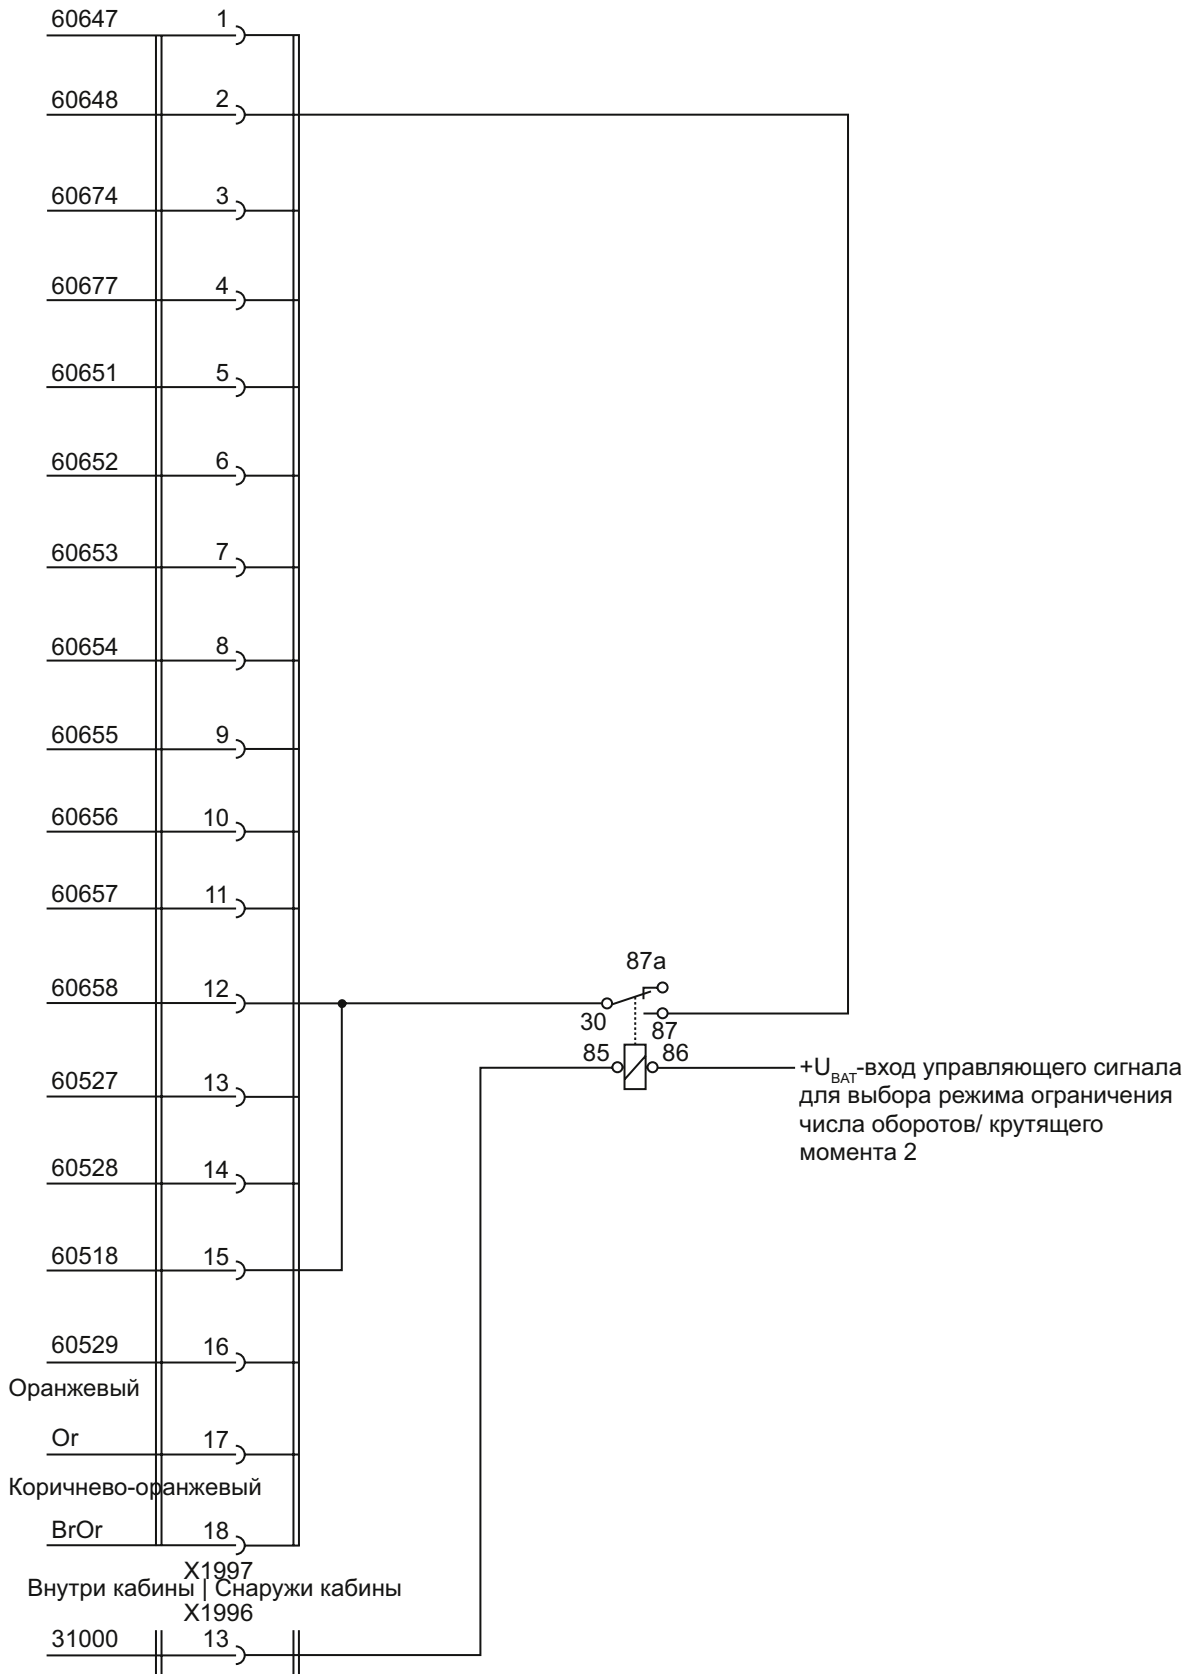 60647 1
60648 2
60674 3
60677 4
60651 5
60652 6
60653 7
60654 8
60655 9
60656 10
60657 11
87a
60658 12
30
87
85 86
+U BAT-вход управляющего сигнала
для выбора режима ограничения
числа оборотов/ крутящего
момента 2
60527 13
60528 14
60518 15
60529 16
Оранжевый
Or 17
Коричнево-оранжевый
BrOr 18
X1997
Внутри кабины | Снаружи кабины
X1996
31000 13